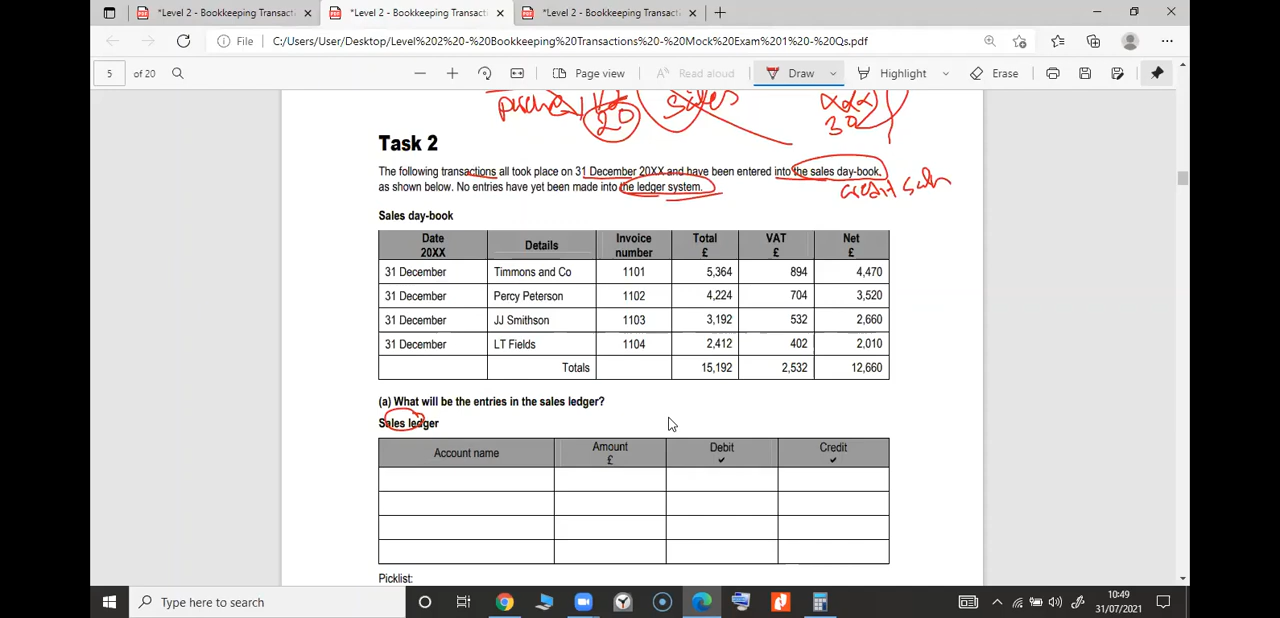 *Level 2 - Bookkeeping Transact
*Level 2 - Bookkeeping Transact
*Level 2 - Bookkeeping Transact
File C:/Users/User/Desktop/Level%202%20-%20Bookkeeping%20Transactions%20-%20Mock%20Exam%201%20-%20Qs.pdf
5 of 20 Page view Read aloud Draw Highlight Erase
20 Sales
30
Task 2
The following transactions all took place on 31 December 20XX and have been entered into the sales day-book,
as shown below. No entries have yet been made into the ledger system.
credit sales
Sales day-book
Date 20XX Details Invoice number Total £ VAT £ Net £
31 December Timmons and Co 1101 5,364 894 4,470
31 December Percy Peterson 1102 4,224 704 3,520
31 December JJ Smithson 1103 3,192 532 2,660
31 December LT Fields 1104 2,412 402 2,010
Totals 15,192 2,532 12,660
(a) What will be the entries in the sales ledger?
Sales ledger
Account name Amount £ Debit ✓ Credit ✓
Picklist:
Type here to search
10:49
31/07/2021